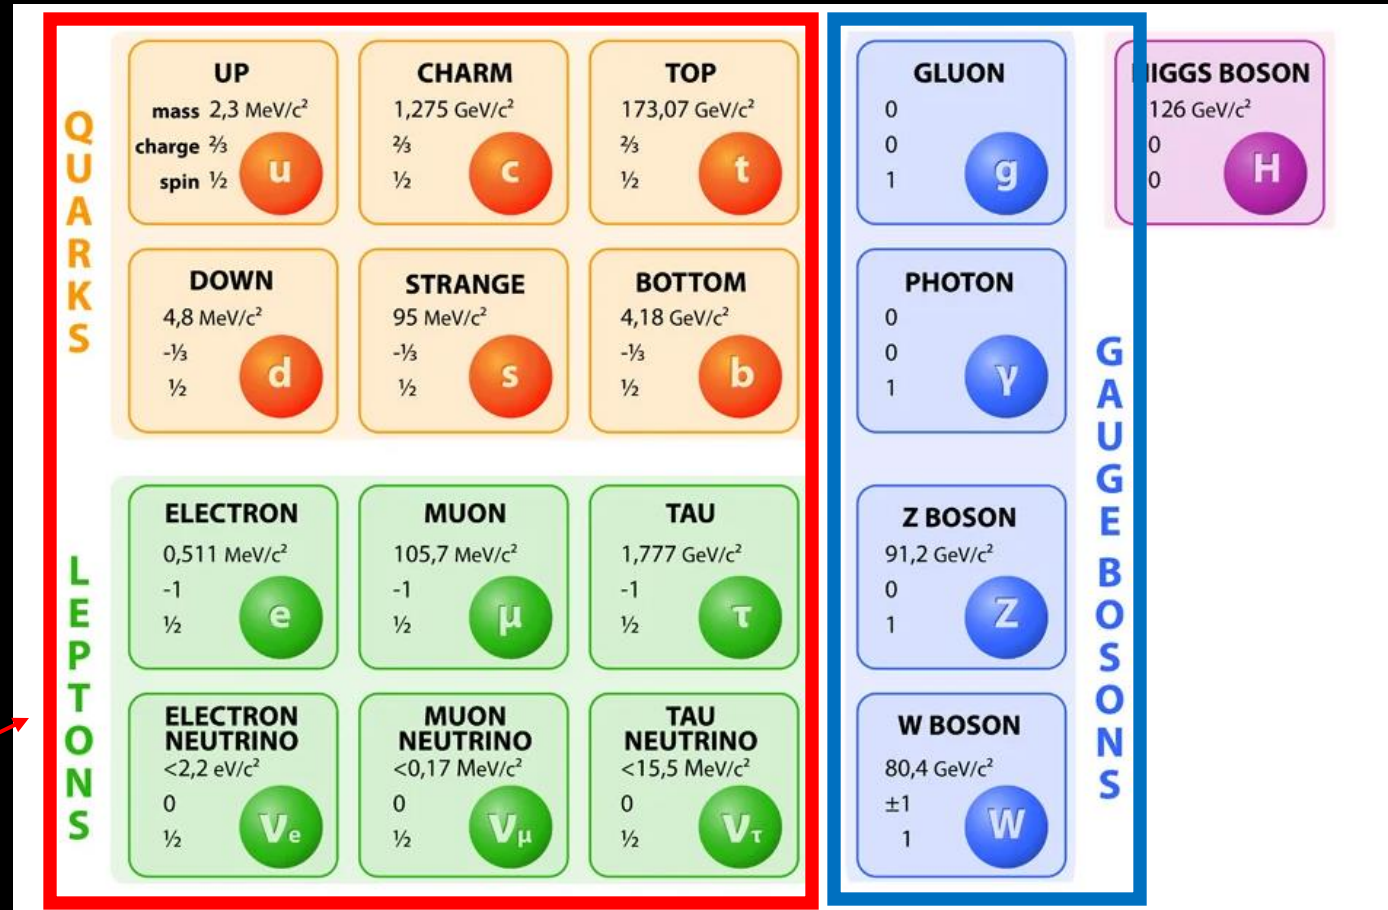 QUARKS
UP
mass 2,3 MeV/c²
charge ⅔
spin ½
u
CHARM
1,275 GeV/c²
⅔
½
c
TOP
173,07 GeV/c²
⅔
½
t
DOWN
4,8 MeV/c²
-⅓
½
d
STRANGE
95 MeV/c²
-⅓
½
s
BOTTOM
4,18 GeV/c²
-⅓
½
b
LEPTONS
ELECTRON
0,511 MeV/c²
-1
½
e
MUON
105,7 MeV/c²
-1
½
μ
TAU
1,777 GeV/c²
-1
½
τ
ELECTRON
NEUTRINO
<2,2 eV/c²
0
½
νe
MUON
NEUTRINO
<0,17 MeV/c²
0
½
νμ
TAU
NEUTRINO
<15,5 MeV/c²
0
½
ντ
GLUON
0
0
1
g
PHOTON
0
0
1
γ
Z BOSON
91,2 GeV/c²
0
1
Z
W BOSON
80,4 GeV/c²
±1
1
W
GAUGE BOSONS
HIGGS BOSON
126 GeV/c²
0
0
H